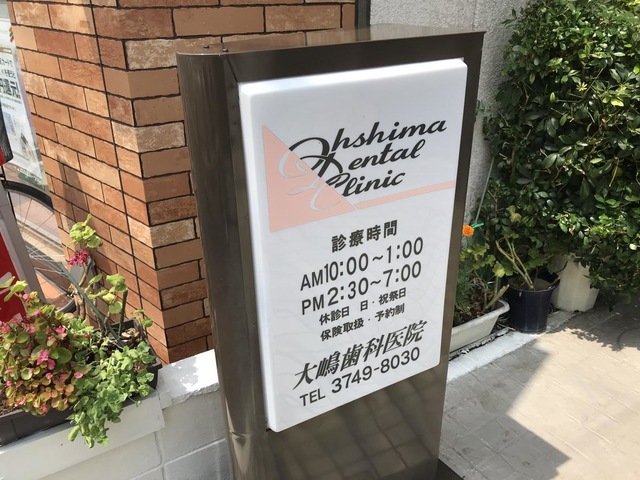 Ohshima
Dental
Clinic
診療時間
AM10:00～1:00
PM2:30～7:00
休診日 日・祝祭日
保険取扱・予約制
大嶋歯科医院
TEL 3749-8030